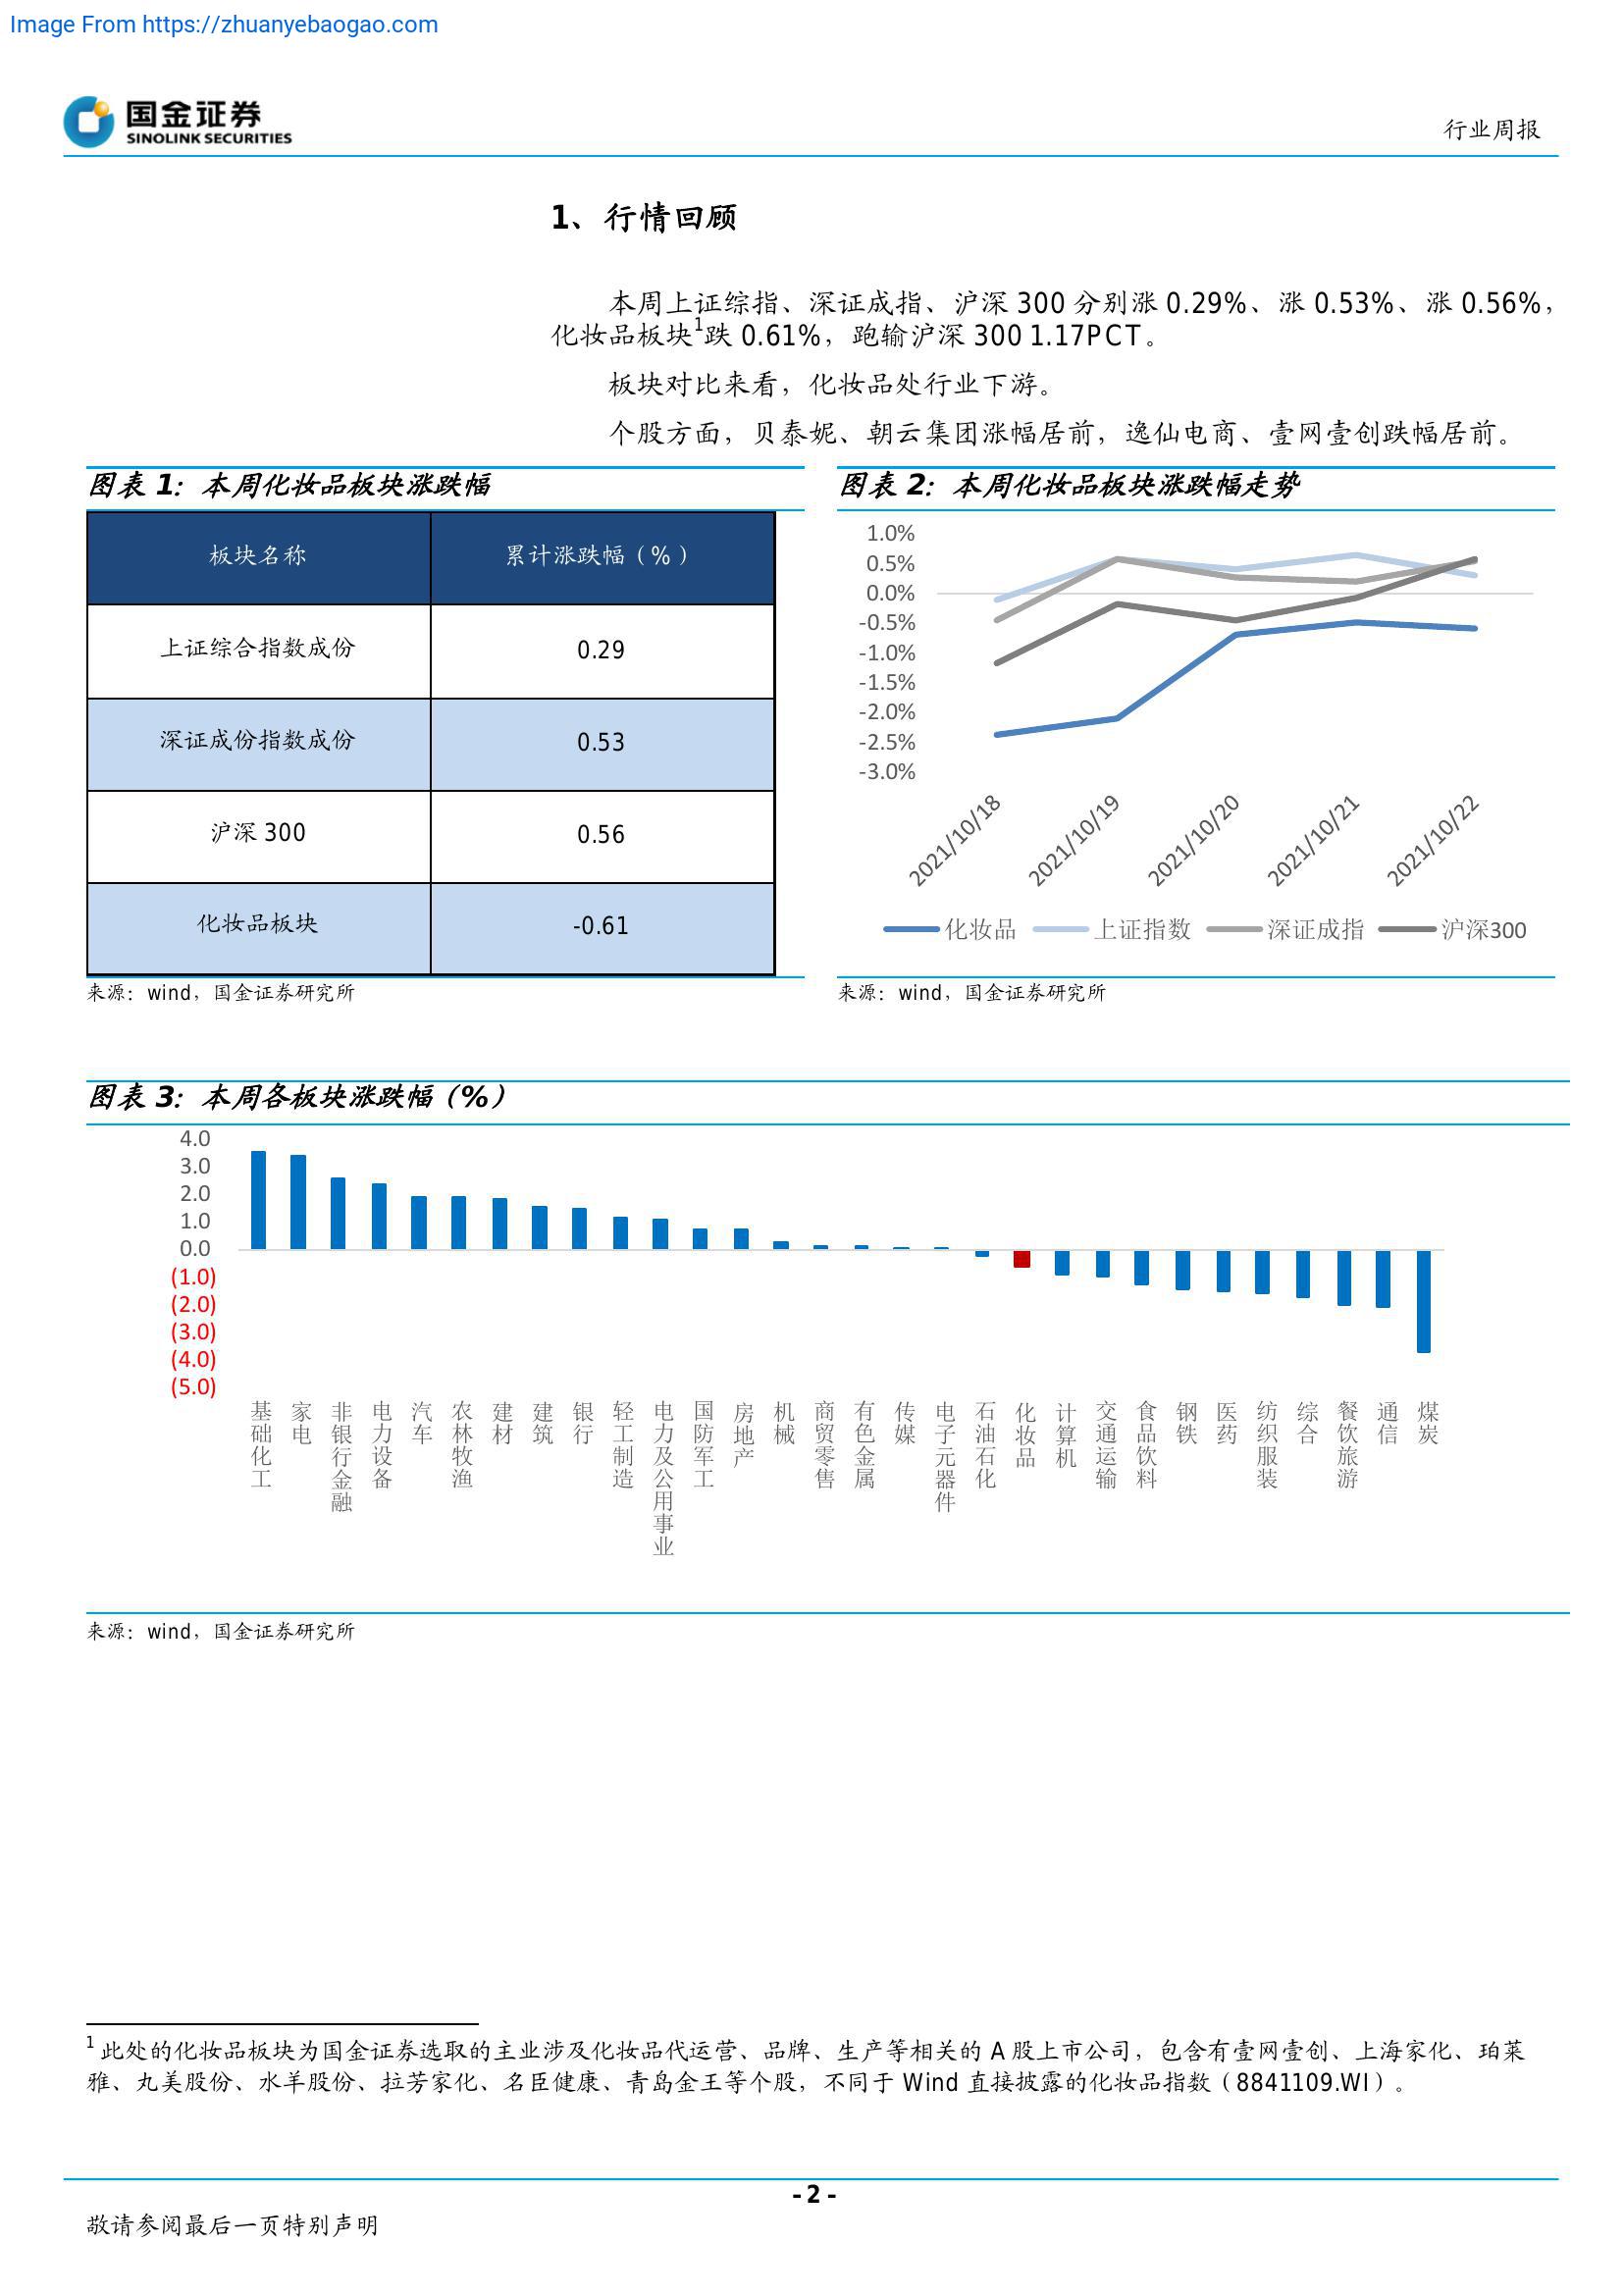 Image From https://zhuanyebaogao.com
国金证券
SINOLINK SECURITIES
行业周报
1、行情回顾
本周上证综指、深证成指、沪深 300 分别涨 0.29%、涨 0.53%、涨 0.56%，
化妆品板块1跌 0.61%，跑输沪深 300 1.17PCT。
板块对比来看，化妆品处行业下游。
个股方面，贝泰妮、朝云集团涨幅居前，逸仙电商、壹网壹创跌幅居前。
图表 1：本周化妆品板块涨跌幅
板块名称 累计涨跌幅（%）
上证综合指数成份 0.29
深证成份指数成份 0.53
沪深 300 0.56
化妆品板块 -0.61
来源：wind，国金证券研究所
图表 2：本周化妆品板块涨跌幅走势
1.0%
0.5%
0.0%
-0.5%
-1.0%
-1.5%
-2.0%
-2.5%
-3.0%
2021/10/18
2021/10/19
2021/10/20
2021/10/21
2021/10/22
化妆品 上证指数 深证成指 沪深300
来源：wind，国金证券研究所
图表 3：本周各板块涨跌幅（%）
4.0
3.0
2.0
1.0
0.0
(1.0)
(2.0)
(3.0)
(4.0)
(5.0)
基础化工
家电
非银行金融
电力设备
汽车
农林牧渔
建材
建筑
银行
轻工制造
电力及公用事业
国防军工
房地产
机械
商贸零售
有色金属
传媒
电子元器件
石油石化
化妆品
计算机
交通运输
食品饮料
钢铁
医药
纺织服装
综合
餐饮旅游
通信
煤炭
来源：wind，国金证券研究所
1 此处的化妆品板块为国金证券选取的主业涉及化妆品代运营、品牌、生产等相关的 A 股上市公司，包含有壹网壹创、上海家化、珀莱
雅、丸美股份、水羊股份、拉芳家化、名臣健康、青岛金王等个股，不同于 Wind 直接披露的化妆品指数（8841109.WI）。
- 2 -
敬请参阅最后一页特别声明